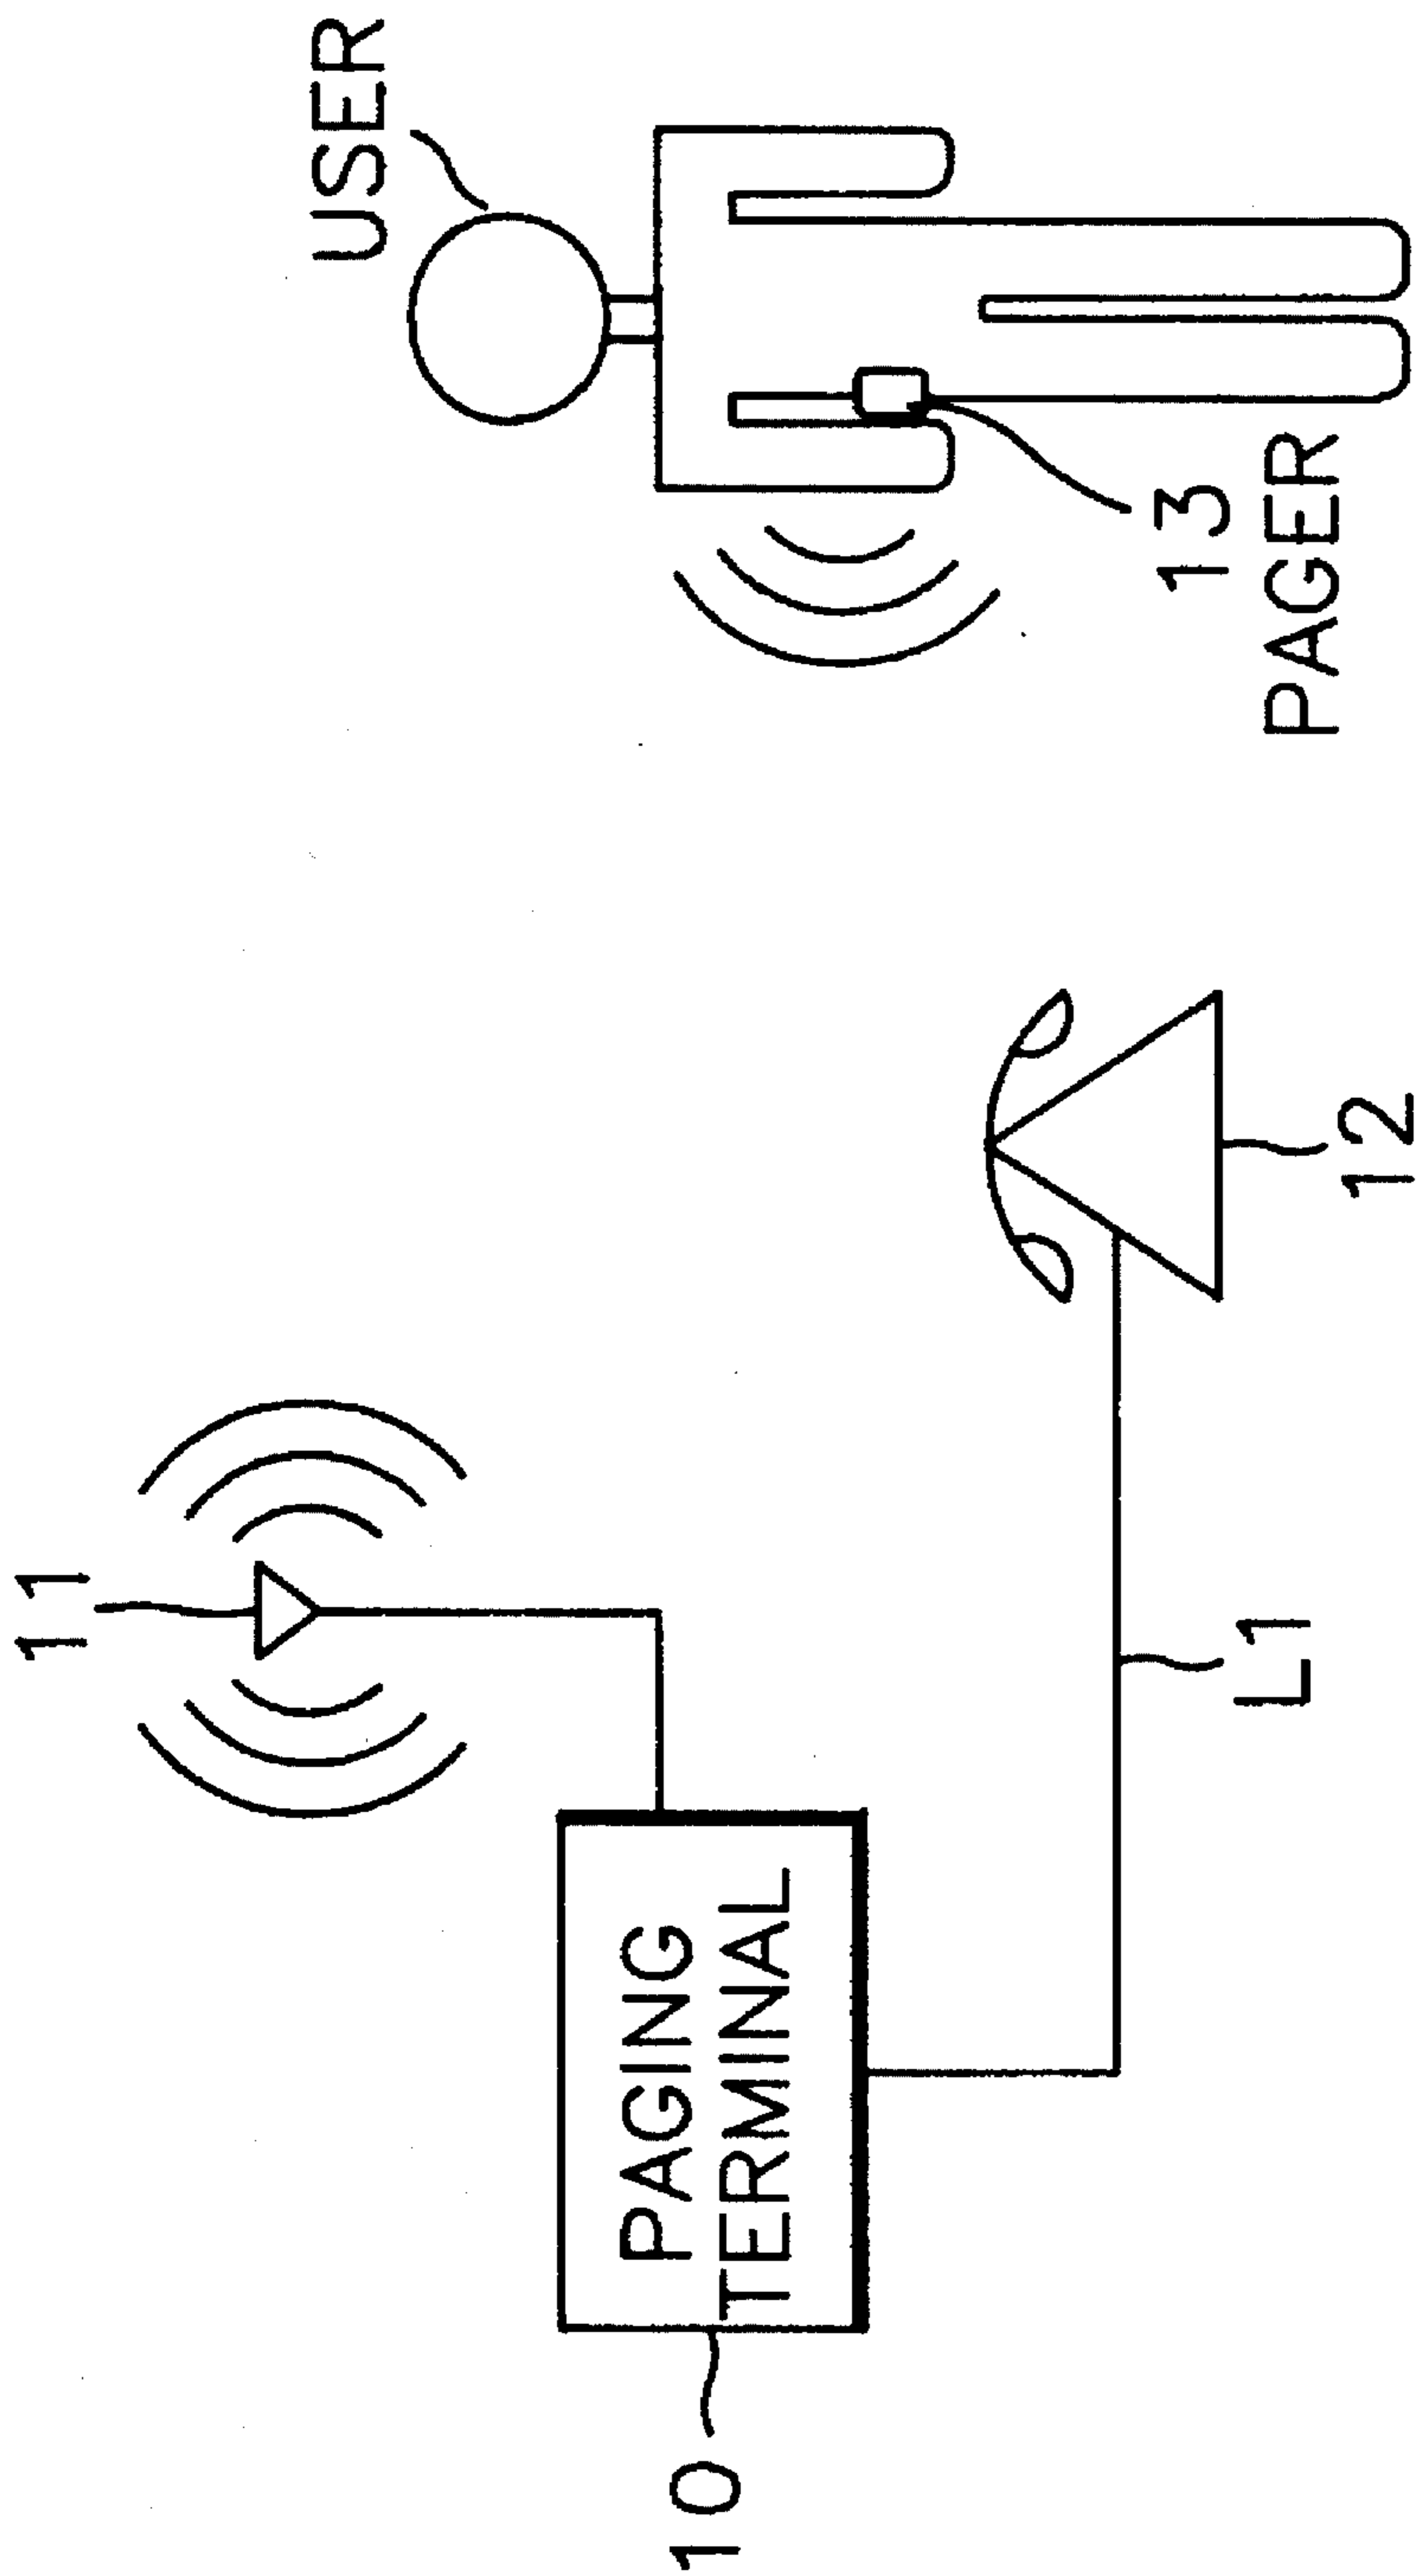 11
10
PAGING
TERMINAL
L1
12
USER
13
PAGER